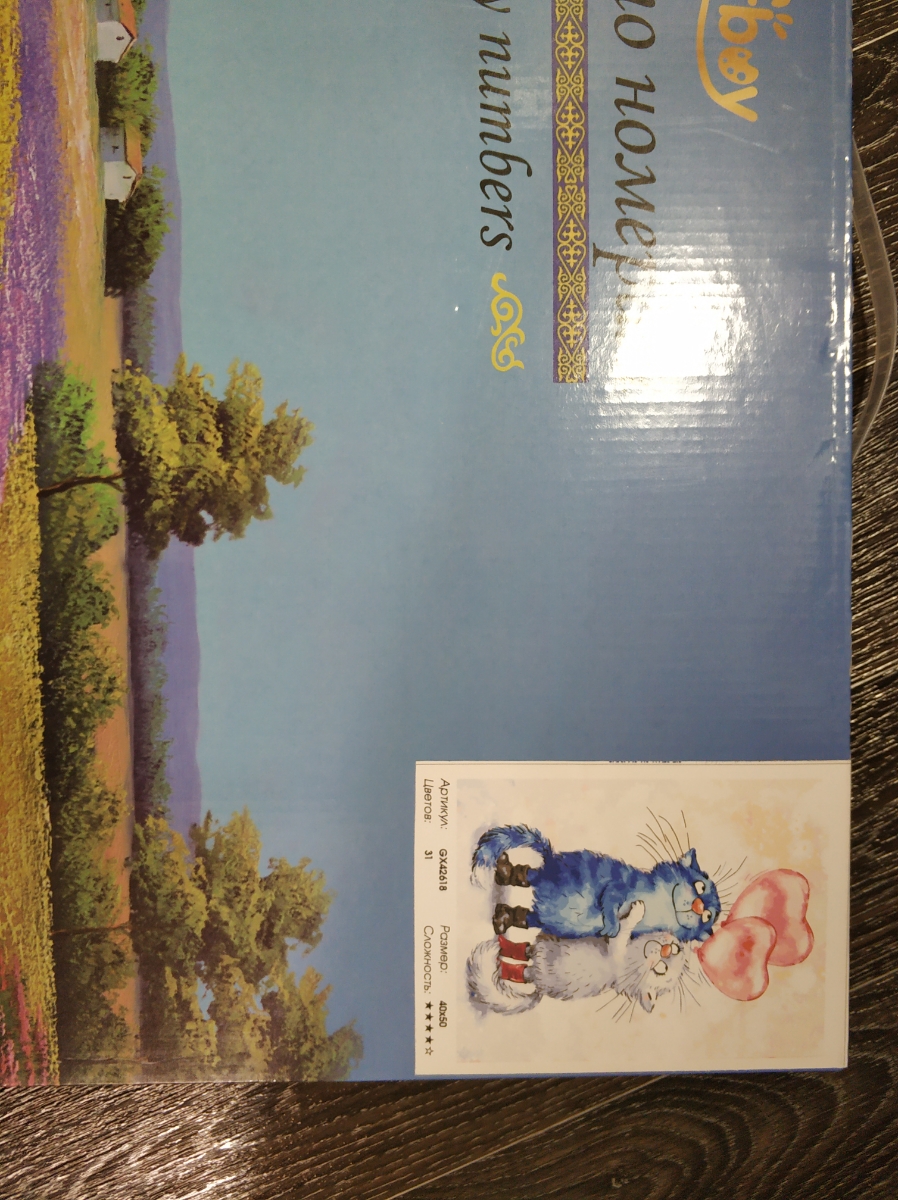 по номер
numbers
Артикул: GX42618 Размер: 40x50
Цветов: 31 Сложность: ★★★★☆